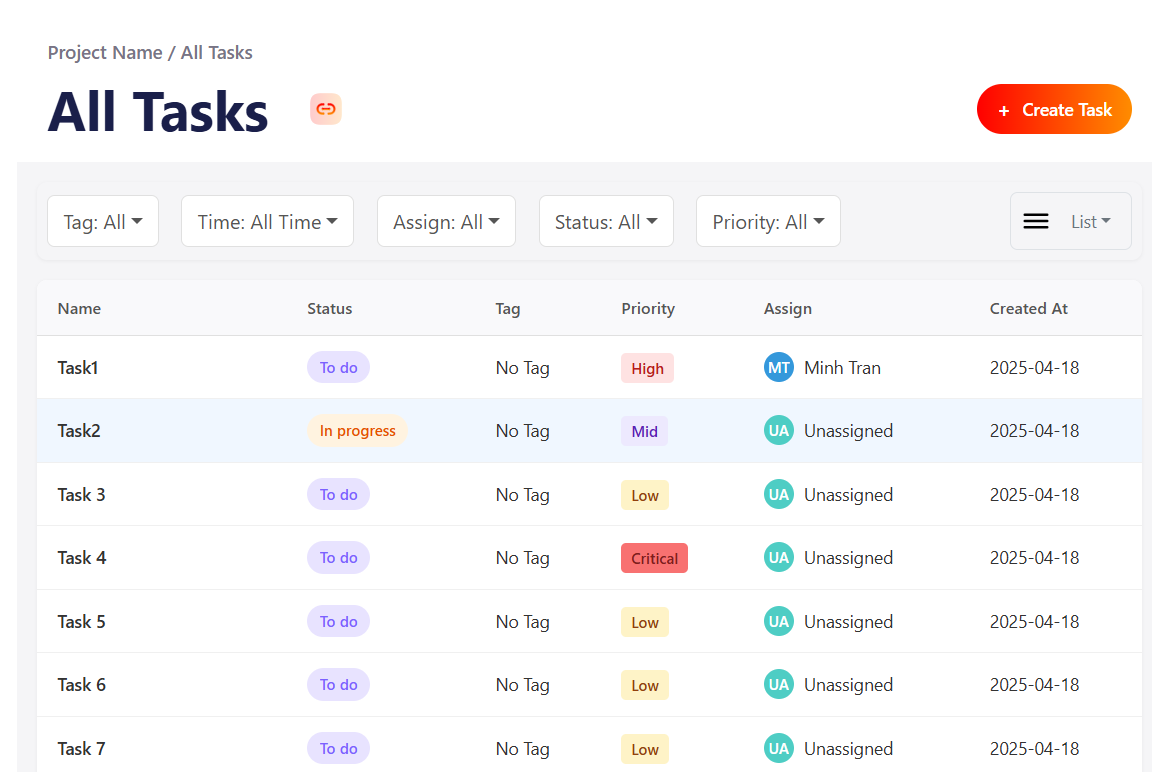 Project Name / All Tasks
All Tasks
+ Create Task
Tag: All Time: All Time Assign: All Status: All Priority: All List
Name Status Tag Priority Assign Created At
Task1 To do No Tag High MT Minh Tran 2025-04-18
Task2 In progress No Tag Mid UA Unassigned 2025-04-18
Task 3 To do No Tag Low UA Unassigned 2025-04-18
Task 4 To do No Tag Critical UA Unassigned 2025-04-18
Task 5 To do No Tag Low UA Unassigned 2025-04-18
Task 6 To do No Tag Low UA Unassigned 2025-04-18
Task 7 To do No Tag Low UA Unassigned 2025-04-18